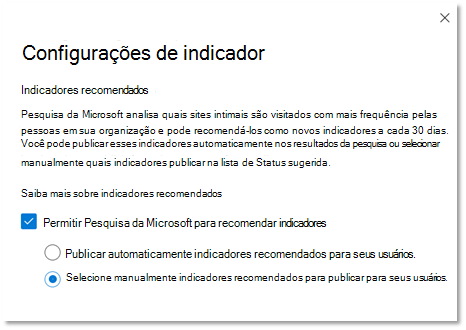 Configurações de indicador
Indicadores recomendados
Pesquisa da Microsoft analisa quais sites intimais são visitados com mais frequência pelas
pessoas em sua organização e pode recomendá-los como novos indicadores a cada 30 dias.
Você pode publicar esses indicadores automaticamente nos resultados da pesquisa ou selecionar
manualmente quais indicadores publicar na lista de Status sugerida.
Saiba mais sobre indicadores recomendados
Permitir Pesquisa da Microsoft para recomendar indicadores
Publicar automaticamente indicadores recomendados para seus usuários.
Selecione manualmente indicadores recomendados para publicar para seus usuários.